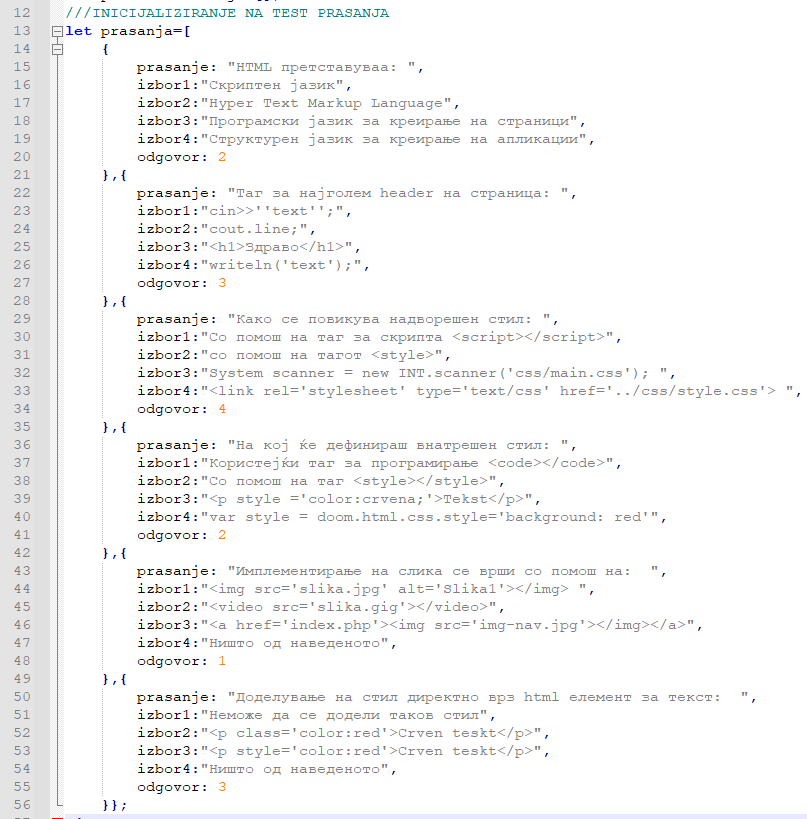 12 ///INICIJALIZIRANJE NA TEST PRASANJA
13 let prasanja=[
14 {
15 prasanje: "HTML претставуваа: ",
16 izbor1:"Скриптен јазик",
17 izbor2:"Hyper Text Markup Language",
18 izbor3:"Програмски јазик за креирање на страници",
19 izbor4:"Структурен јазик за креирање на апликации",
20 odgovor: 2
21 },{
22 prasanje: "Таг за најголем header на страница: ",
23 izbor1:"cin>>''text'';",
24 izbor2:"cout.line;",
25 izbor3:"<h1>Здраво</h1>",
26 izbor4:"writeln('text');",
27 odgovor: 3
28 },{
29 prasanje: "Како се повикува надворешен стил: ",
30 izbor1:"Со помош на таг за скрипта <script></script>",
31 izbor2:"со помош на тагот <style>",
32 izbor3:"System scanner = new INT.scanner('css/main.css'); ",
33 izbor4:"<link rel='stylesheet' type='text/css' href='../css/style.css'> ",
34 odgovor: 4
35 },{
36 prasanje: "На кој ќе дефинираш внатрешен стил: ",
37 izbor1:"Користејќи таг за програмирање <code></code>",
38 izbor2:"Со помош на таг <style></style>",
39 izbor3:"<p style ='color:crvena;'>Tekst</p>",
40 izbor4:"var style = doom.html.css.style='background: red'",
41 odgovor: 2
42 },{
43 prasanje: "Имплементирање на слика се врши со помош на:  ",
44 izbor1:"<img src='slika.jpg' alt='Slika1'></img> ",
45 izbor2:"<video src='slika.gig'></video>",
46 izbor3:"<a href='index.php'><img src='img-nav.jpg'></img></a>",
47 izbor4:"Ништо од наведеното",
48 odgovor: 1
49 },{
50 prasanje: "Доделување на стил директно врз html елемент за текст:  ",
51 izbor1:"Неможе да се додели таков стил",
52 izbor2:"<p class='color:red'>Crven teskt</p>",
53 izbor3:"<p style='color:red'>Crven teskt</p>",
54 izbor4:"Ништо од наведеното",
55 odgovor: 3
56 }};